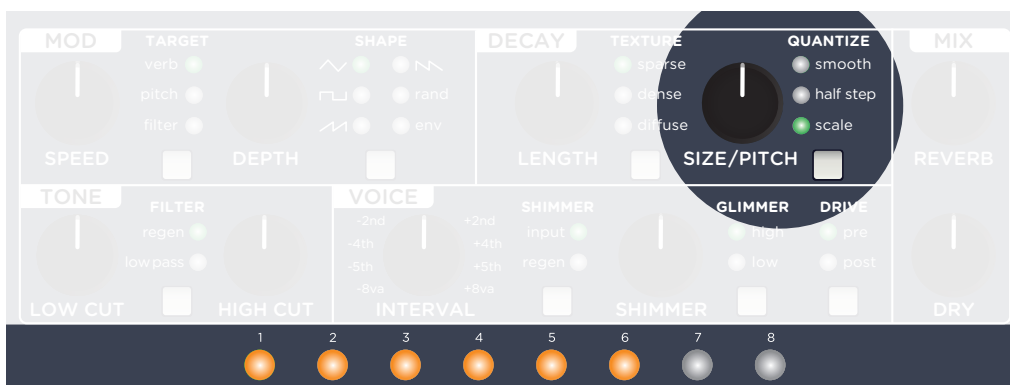 MOD TARGET SHAPE DECAY TEXTURE QUANTIZE MIX
verb sparse smooth
pitch rand dense half step
filter env diffuse scale
SPEED DEPTH LENGTH SIZE/PITCH REVERB
TONE VOICE
FILTER SHIMMER GLIMMER DRIVE
-2nd +2nd
regen input high pre
-4th +4th
low pass -5th +5th regen low post
-8va +8va
LOW CUT HIGH CUT INTERVAL SHIMMER DRY
1 2 3 4 5 6 7 8